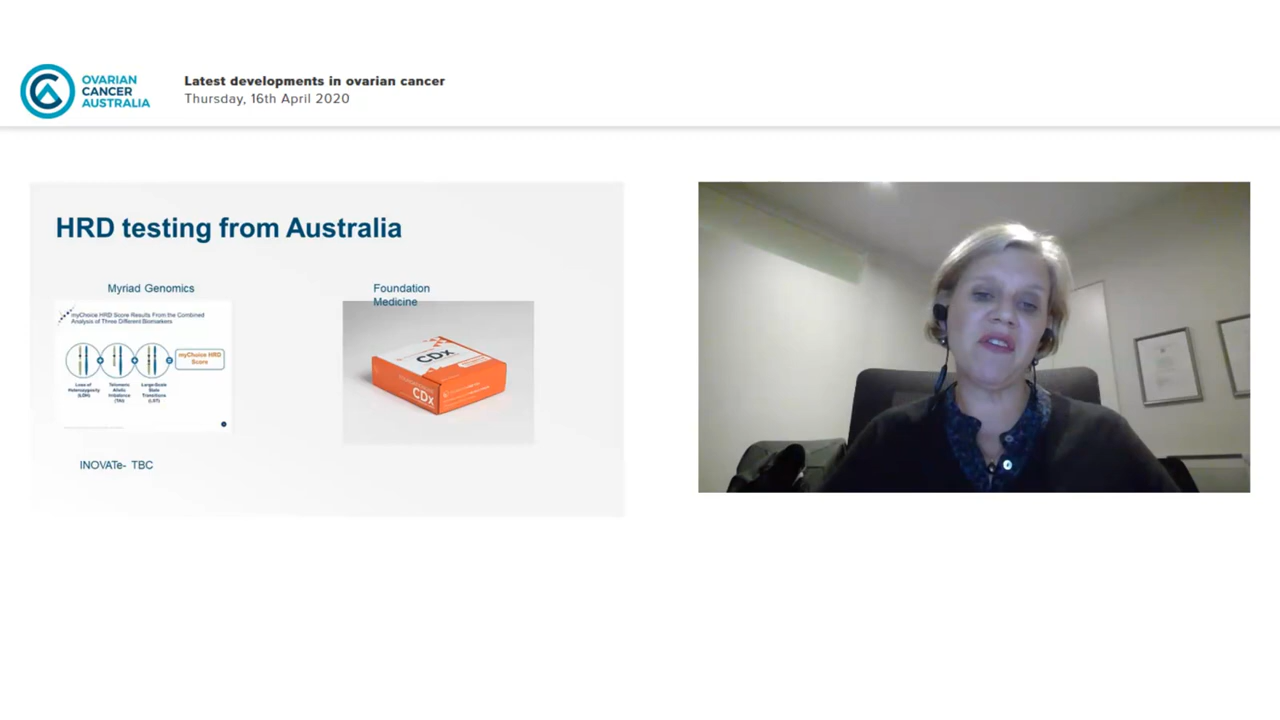 OVARIAN
CANCER
AUSTRALIA
Latest developments in ovarian cancer
Thursday, 16th April 2020
HRD testing from Australia
Myriad Genomics
myChoice HRD Score Results From the Combined
Analysis of Three Different Biomarkers
myChoice HRD
Score
Loss of
Heterozygosity
(LOH)
Telomeric
Allelic
Imbalance
(TAI)
Large-Scale
State
Transitions
(LST)
Foundation
Medicine
CDx
CDx
INOVATe- TBC